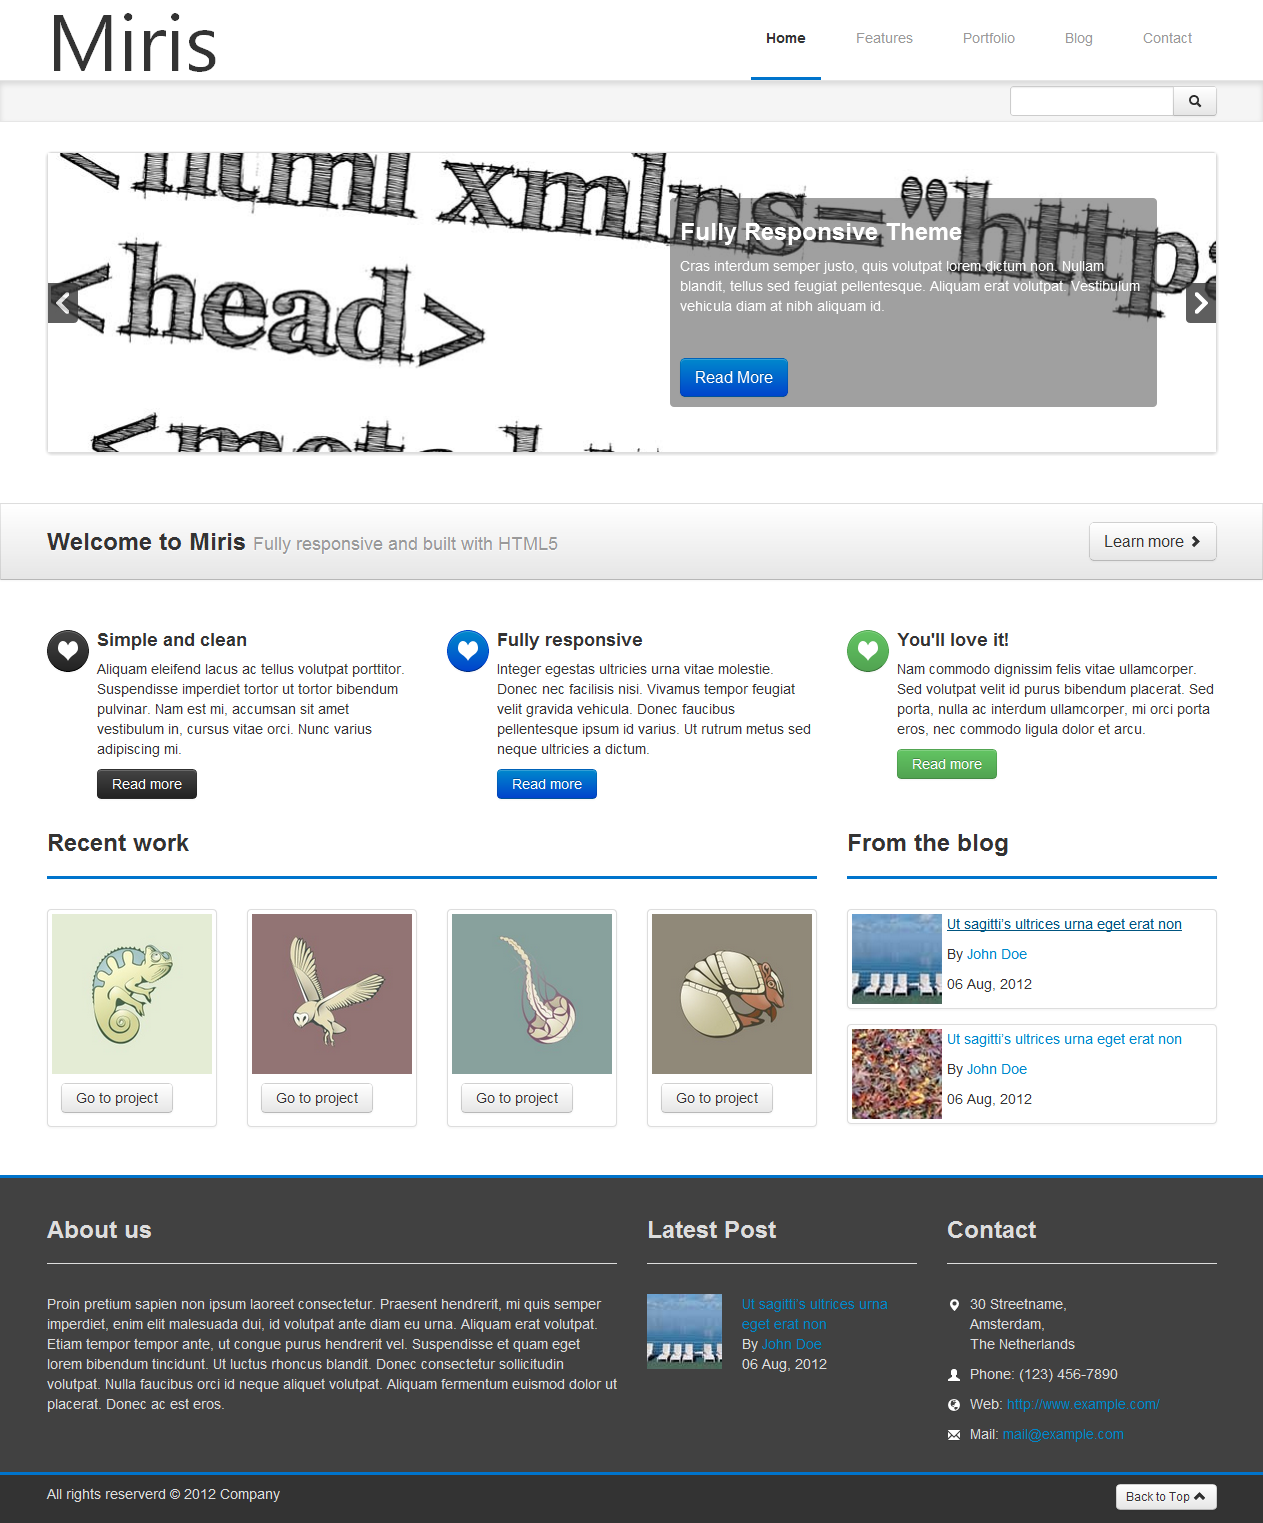 Miris
Home
Features
Portfolio
Blog
Contact
<html xmlns="http
<head>
Fully Responsive Theme
Cras interdum semper justo, quis volutpat lorem dictum non. Nullam
blandit, tellus sed feugiat pellentesque. Aliquam erat volutpat. Vestibulum
vehicula diam at nibh aliquam id.
Read More
Welcome to Miris Fully responsive and built with HTML5
Learn more
Simple and clean
Aliquam eleifend lacus ac tellus volutpat porttitor.
Suspendisse imperdiet tortor ut tortor bibendum
pulvinar. Nam est mi, accumsan sit amet
vestibulum in, cursus vitae orci. Nunc varius
adipiscing mi.
Read more
Fully responsive
Integer egestas ultricies urna vitae molestie.
Donec nec facilisis nisi. Vivamus tempor feugiat
velit gravida vehicula. Donec faucibus
pellentesque ipsum id varius. Ut rutrum metus sed
neque ultricies a dictum.
Read more
You'll love it!
Nam commodo dignissim felis vitae ullamcorper.
Sed volutpat velit id purus bibendum placerat. Sed
porta, nulla ac interdum ullamcorper, mi orci porta
eros, nec commodo ligula dolor et arcu.
Read more
Recent work
Go to project
Go to project
Go to project
Go to project
From the blog
Ut sagitti's ultrices urna eget erat non
By John Doe
06 Aug, 2012
Ut sagitti's ultrices urna eget erat non
By John Doe
06 Aug, 2012
About us
Proin pretium sapien non ipsum laoreet consectetur. Praesent hendrerit, mi quis semper
imperdiet, enim elit malesuada dui, id volutpat ante diam eu urna. Aliquam erat volutpat.
Etiam tempor tempor ante, ut congue purus hendrerit vel. Suspendisse et quam eget
lorem bibendum tincidunt. Ut luctus rhoncus blandit. Donec consectetur sollicitudin
volutpat. Nulla faucibus orci id neque aliquet volutpat. Aliquam fermentum euismod dolor ut
placerat. Donec ac est eros.
Latest Post
Ut sagitti's ultrices urna
eget erat non
By John Doe
06 Aug, 2012
Contact
30 Streetname,
Amsterdam,
The Netherlands
Phone: (123) 456-7890
Web: http://www.example.com/
Mail: mail@example.com
All rights reserverd © 2012 Company
Back to Top